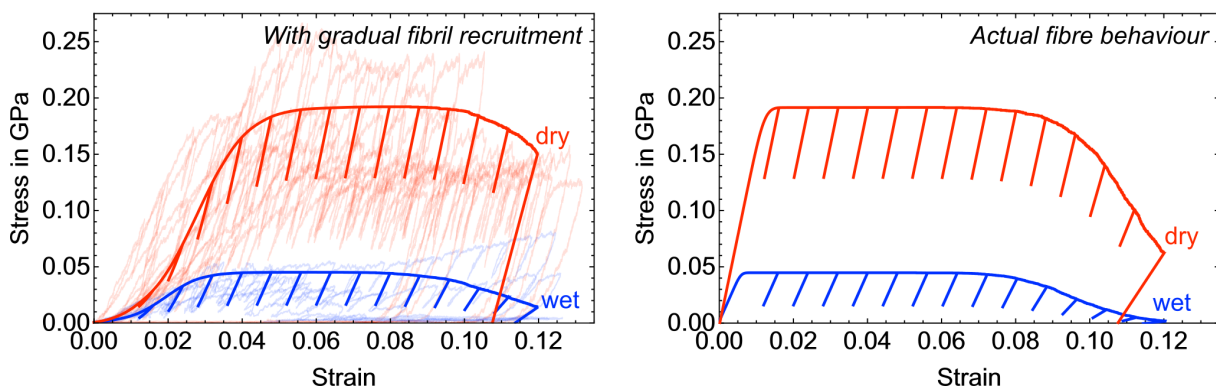 With gradual fibril recruitment
0.25
0.20
0.15
0.10
0.05
0.00
Stress in GPa
dry
wet
0.00 0.02 0.04 0.06 0.08 0.10 0.12
Strain
Actual fibre behaviour
0.25
0.20
0.15
0.10
0.05
0.00
Stress in GPa
dry
wet
0.00 0.02 0.04 0.06 0.08 0.10 0.12
Strain